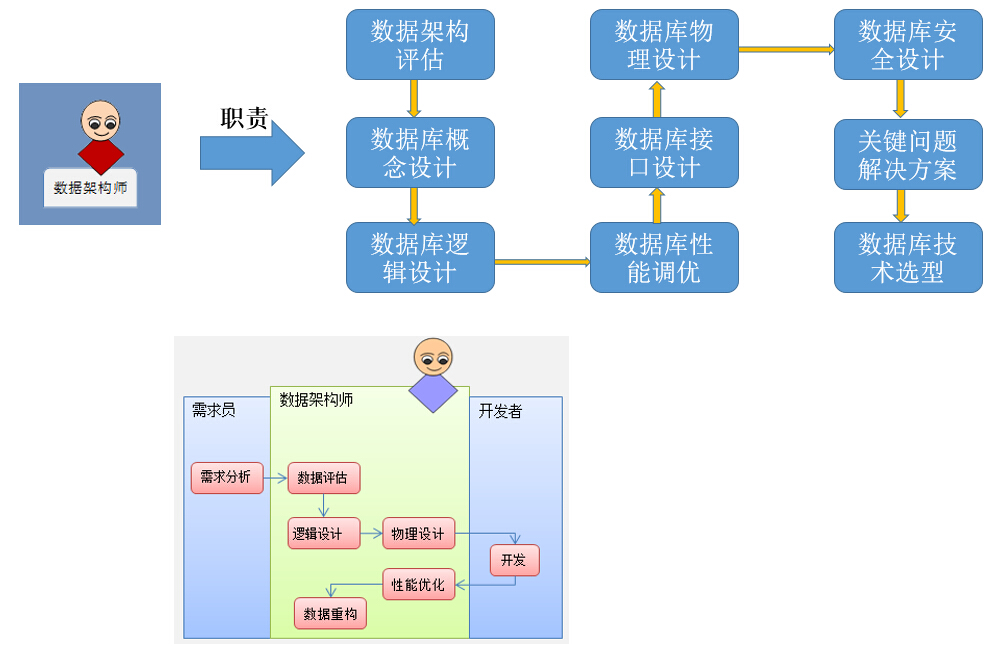 数据架构师
职责
数据架构
评估
数据库概
念设计
数据库逻
辑设计
数据库性
能调优
数据库接
口设计
数据库物
理设计
数据库安
全设计
关键问题
解决方案
数据库技
术选型
需求员
数据架构师
开发者
需求分析
数据评估
逻辑设计
物理设计
开发
性能优化
数据重构